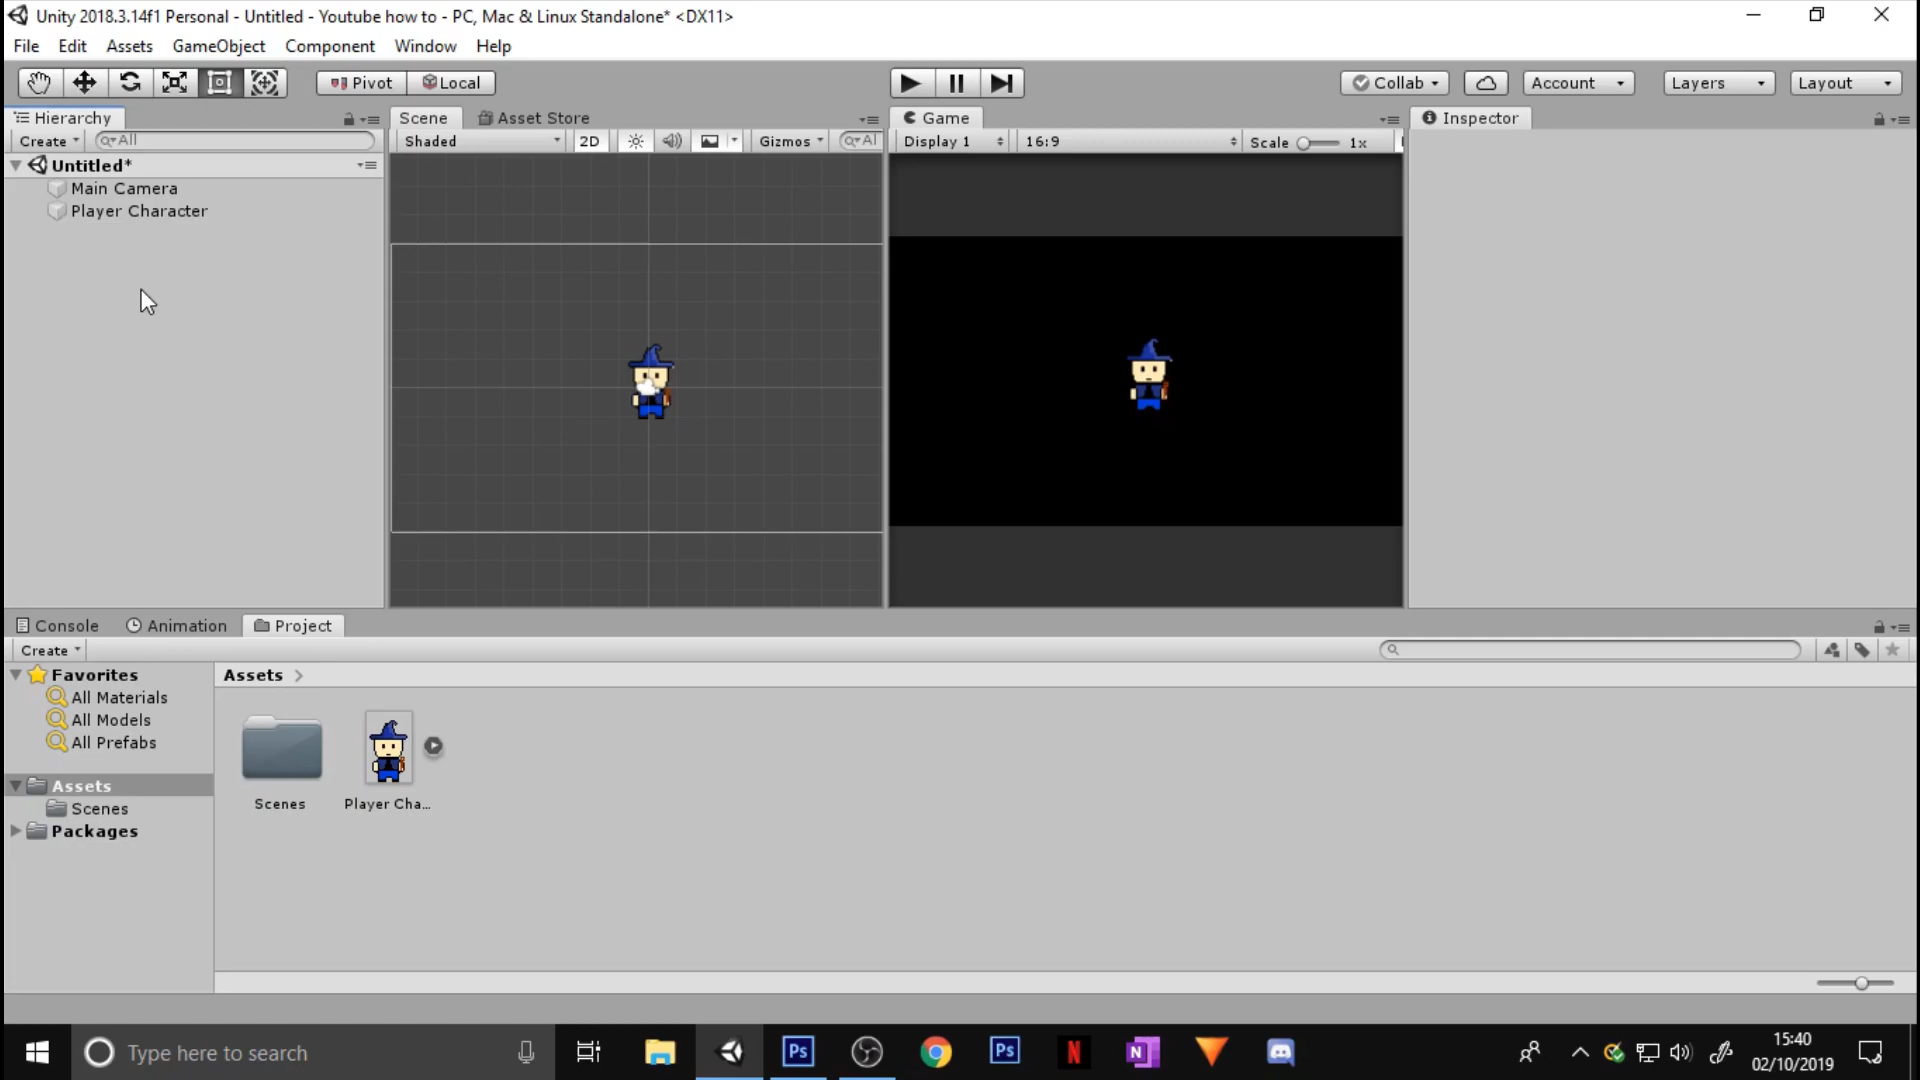 Unity 2018.3.14f1 Personal - Untitled - Youtube how to - PC, Mac & Linux Standalone* <DX11>
File Edit Assets GameObject Component Window Help
Pivot Local Collab Account Layers Layout
Hierarchy Scene Asset Store Game Inspector
Create All Shaded 2D Gizmos Al Display 1 16:9 Scale 1x
Untitled*
Main Camera
Player Character
Console Animation Project
Create
Favorites Assets
All Materials
All Models
All Prefabs
Assets
Scenes
Packages
Scenes Player Cha...
Type here to search
Ps Ps N N
15:40
02/10/2019